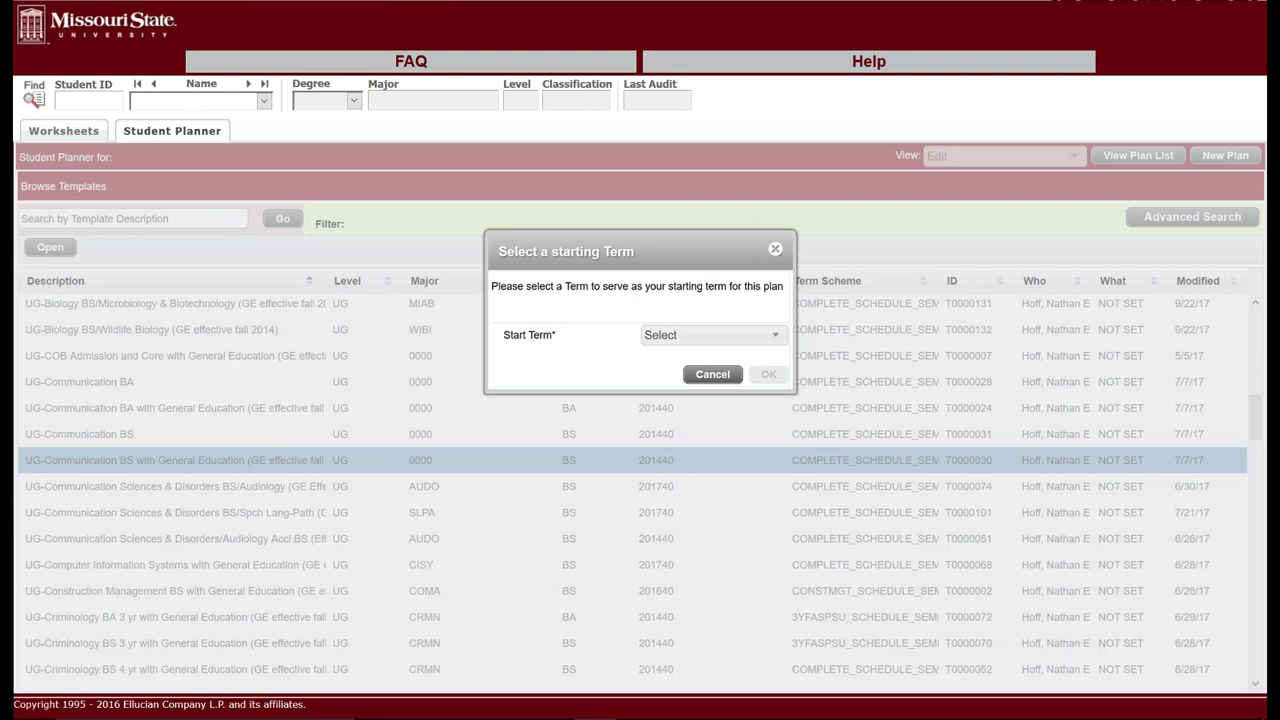 Missouri State
UNIVERSITY
FAQ
Help
Find
Student ID
Name
Degree
Major
Level
Classification
Last Audit
Worksheets
Student Planner
Student Planner for:
View:
Edit
View Plan List
New Plan
Browse Templates
Search by Template Description
Go
Filter:
Advanced Search
Open
Select a starting Term
Please select a Term to serve as your starting term for this plan
Start Term*
Select
Cancel
OK
Description Level Major Term Scheme ID Who What Modified
UG-Biology BS/Microbiology & Biotechnology (GE effective fall 20 UG MIAB COMPLETE_SCHEDULE_SEM T0000131 Hoff, Nathan E NOT SET 9/22/17
UG-Biology BS/Wildlife Biology (GE effective fall 2014) UG WIBI COMPLETE_SCHEDULE_SEM T0000132 Hoff, Nathan E NOT SET 9/22/17
UG-COB Admission and Core with General Education (GE effecti UG 0000 COMPLETE_SCHEDULE_SEM T0000007 Hoff, Nathan E NOT SET 5/5/17
UG-Communication BA UG 0000 COMPLETE_SCHEDULE_SEM T0000028 Hoff, Nathan E NOT SET 7/7/17
UG-Communication BA with General Education (GE effective fall UG 0000 BA 201440 COMPLETE_SCHEDULE_SEM T0000024 Hoff, Nathan E NOT SET 7/7/17
UG-Communication BS UG 0000 BS 201440 COMPLETE_SCHEDULE_SEM T0000031 Hoff, Nathan E NOT SET 7/7/17
UG-Communication BS with General Education (GE effective fall UG 0000 BS 201440 COMPLETE_SCHEDULE_SEM T0000030 Hoff, Nathan E NOT SET 7/7/17
UG-Communication Sciences & Disorders BS/Audiology (GE Effe UG AUDO BS 201740 COMPLETE_SCHEDULE_SEM T0000074 Hoff, Nathan E NOT SET 6/30/17
UG-Communication Sciences & Disorders BS/Spch Lang-Path (G UG SLPA BS 201740 COMPLETE_SCHEDULE_SEM T0000101 Hoff, Nathan E NOT SET 7/21/17
UG-Communication Sciences & Disorders/Audiology Accl BS (Eff UG AUDO BS 201440 COMPLETE_SCHEDULE_SEM T0000051 Hoff, Nathan E NOT SET 6/26/17
UG-Computer Information Systems with General Education (GE e UG CISY BS 201740 COMPLETE_SCHEDULE_SEM T0000068 Hoff, Nathan E NOT SET 6/28/17
UG-Construction Management BS with General Education (GE ef UG COMA BS 201640 CONSTMGT_SCHEDULE_SEM T0000002 Hoff, Nathan E NOT SET 6/26/17
UG-Criminology BA 3 yr with General Education (GE effective fall UG CRMN BA 201440 3YFASPSU_SCHEDULE_SEM T0000072 Hoff, Nathan E NOT SET 6/29/17
UG-Criminology BS 3 yr with General Education (GE effective fall UG CRMN BS 201440 3YFASPSU_SCHEDULE_SEM T0000070 Hoff, Nathan E NOT SET 6/28/17
UG-Criminology BS 4 yr with General Education (GE effective fall UG CRMN BS 201440 COMPLETE_SCHEDULE_SEM T0000052 Hoff, Nathan E NOT SET 6/28/17
Copyright 1995 - 2016 Ellucian Company L.P. and its affiliates.